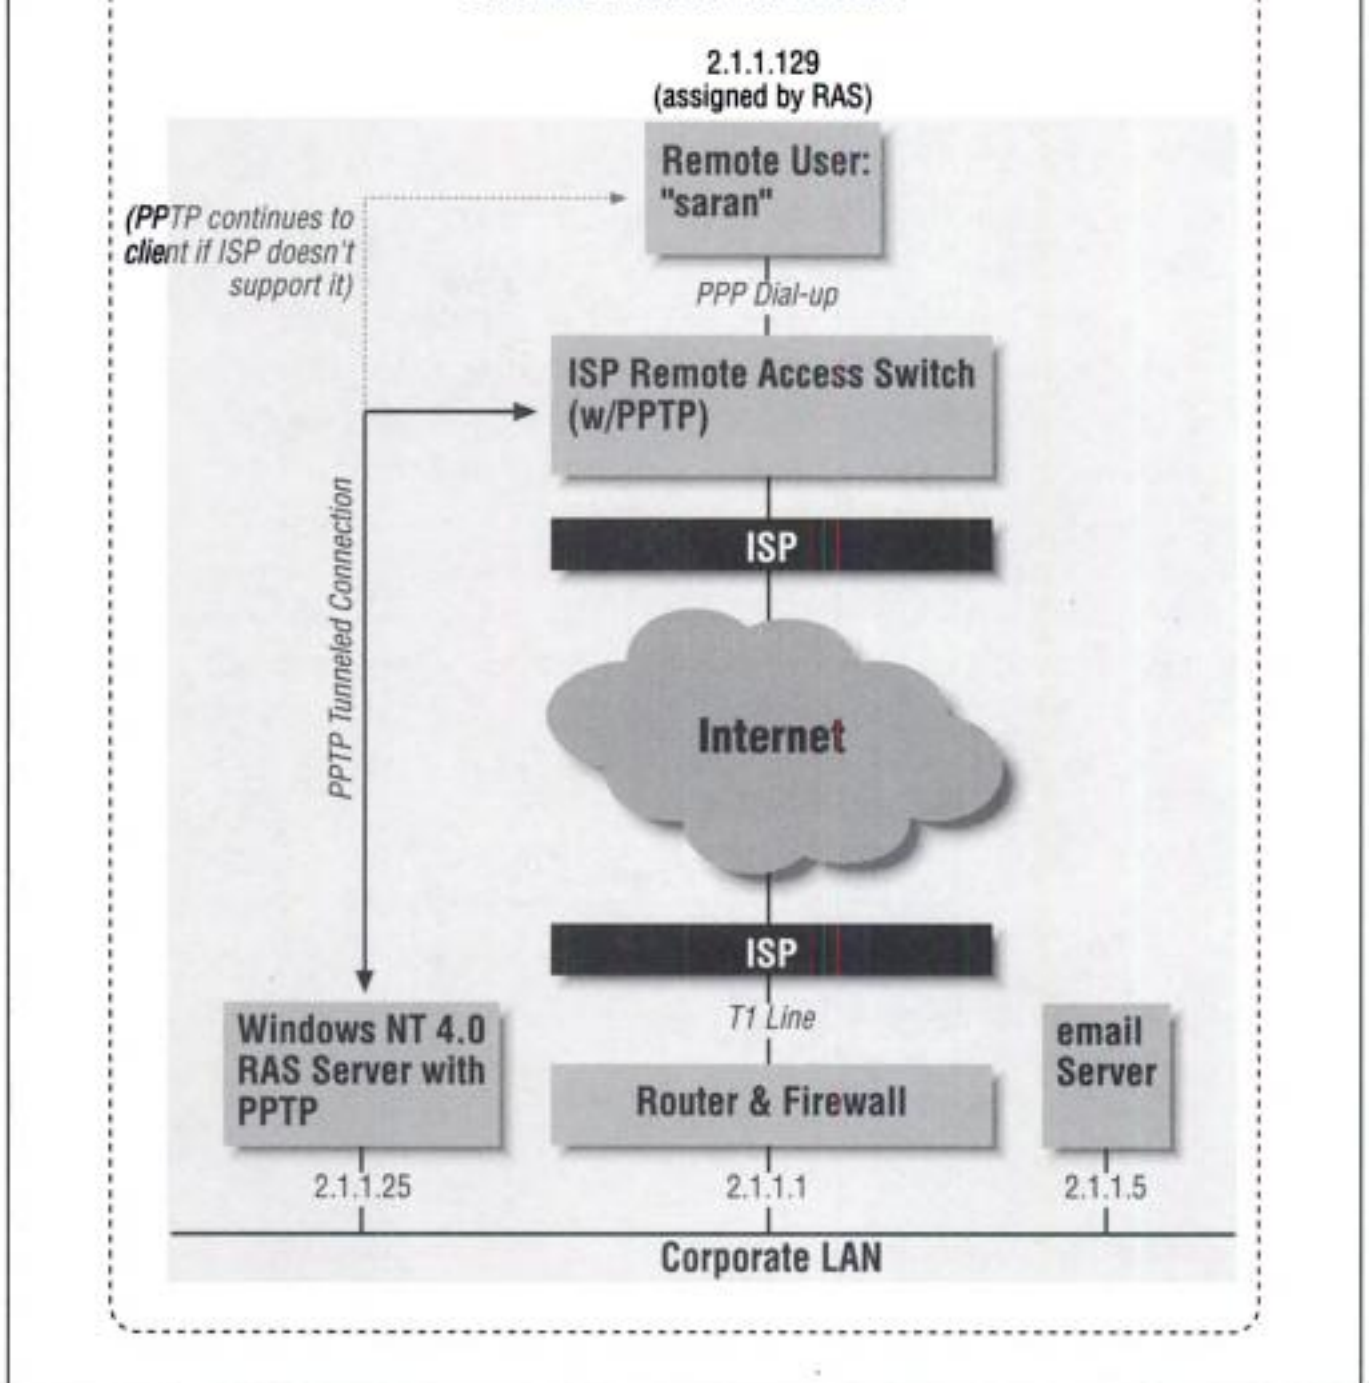 2.1.1.129
(assigned by RAS)
Remote User:
"saran"
(PPTP continues to
client if ISP doesn't
support it)
PPP Dial-up
ISP Remote Access Switch
(w/PPTP)
ISP
PPTP Tunneled Connection
Internet
ISP
T1 Line
Windows NT 4.0
RAS Server with
PPTP
Router & Firewall
email
Server
2.1.1.25
2.1.1.1
2.1.1.5
Corporate LAN